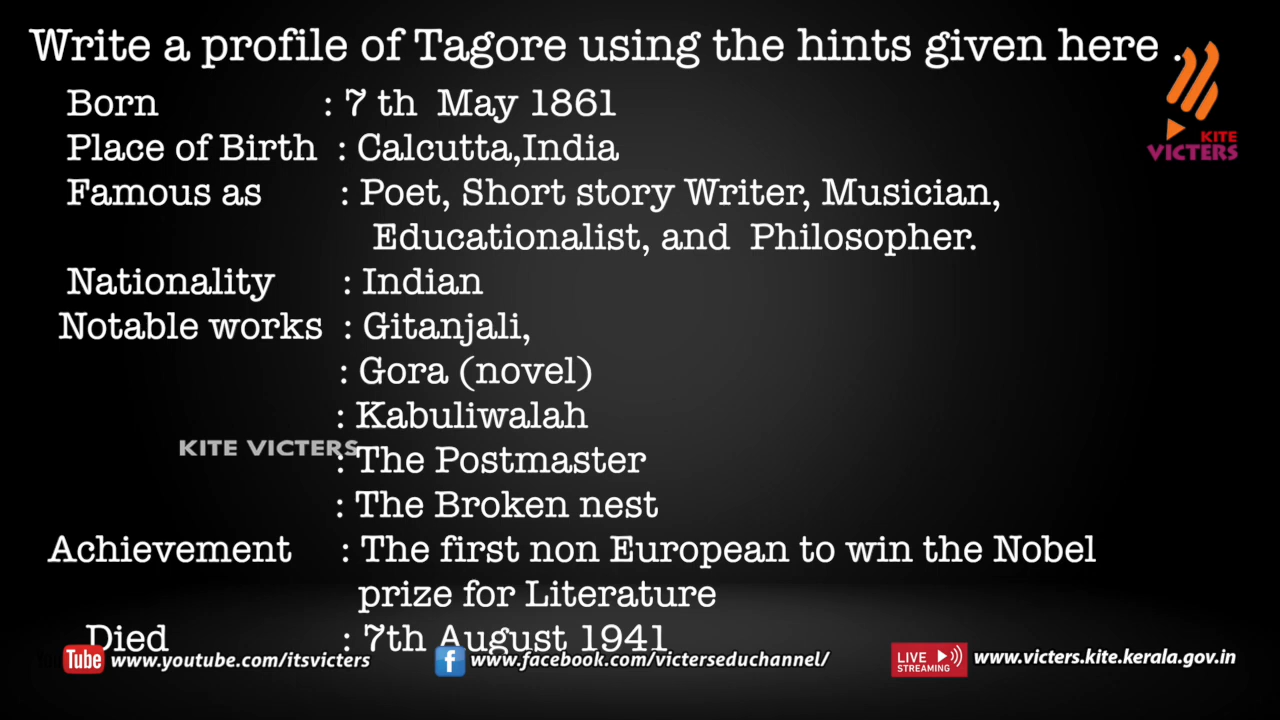 Write a profile of Tagore using the hints given here .
KITE
VICTERS
Born : 7 th May 1861
Place of Birth : Calcutta,India
Famous as : Poet, Short story Writer, Musician,
Educationalist, and Philosopher.
Nationality : Indian
Notable works : Gitanjali,
: Gora (novel)
: Kabuliwalah
KITE VICTERS
: The Postmaster
: The Broken nest
Achievement : The first non European to win the Nobel
prize for Literature
Died : 7th August 1941
You Tube www.youtube.com/itsvicters f www.facebook.com/victerseduchannel/ LIVE STREAMING www.victers.kite.kerala.gov.in